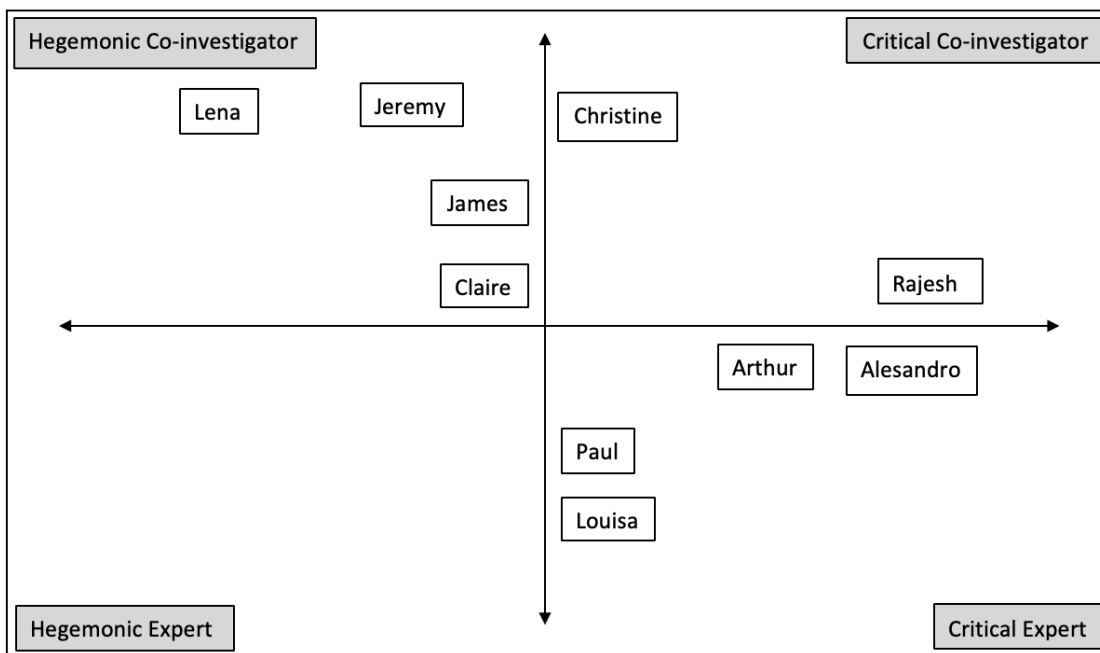 Hegemonic Co-investigator
Critical Co-investigator
Lena
Jeremy
Christine
James
Claire
Rajesh
Arthur
Alesandro
Paul
Louisa
Hegemonic Expert
Critical Expert